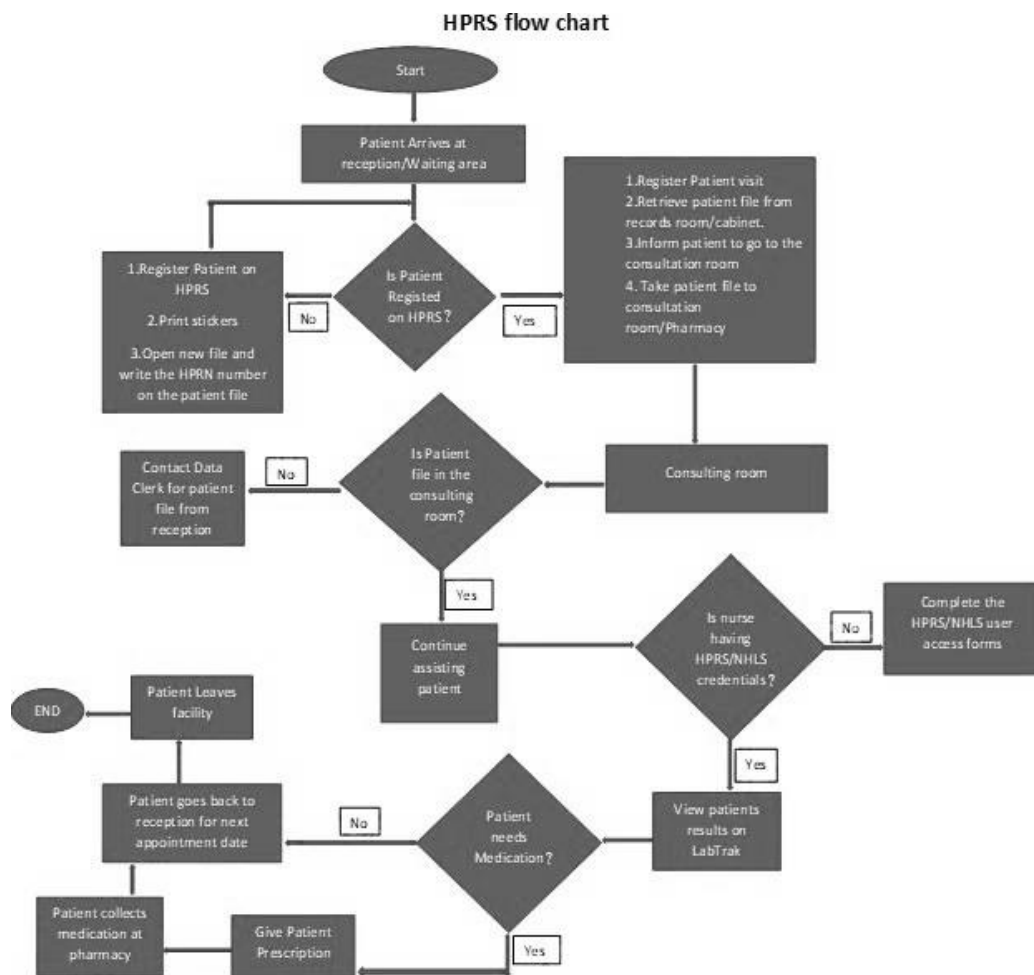 HPRS flow chart
Start
Patient Arrives at
reception/Waiting area
1.Register Patient visit
2.Retrieve patient file from
records room/cabinet.
3.Inform patient to go to the
consultation room
4. Take patient file to
consultation
room/Pharmacy
1.Register Patient on
HPRS
2.Print stickers
3.Open new file and
write the HPRN number
on the patient file
No
Is Patient
Registed
on HPRS?
Yes
Contact Data
Clerk for patient
file from
reception
No
Is Patient
file in the
consulting
room?
Consulting room
Yes
Continue
assisting
patient
Is nurse
having
HPRS/NHLS
credentials?
No
Complete the
HPRS/NHLS user
access forms
END
Patient Leaves
facility
Yes
Patient goes back to
reception for next
appointment date
No
Patient
needs
Medication?
View patients
results on
LabTrak
Patient collects
medication at
pharmacy
Give Patient
Prescription
Yes